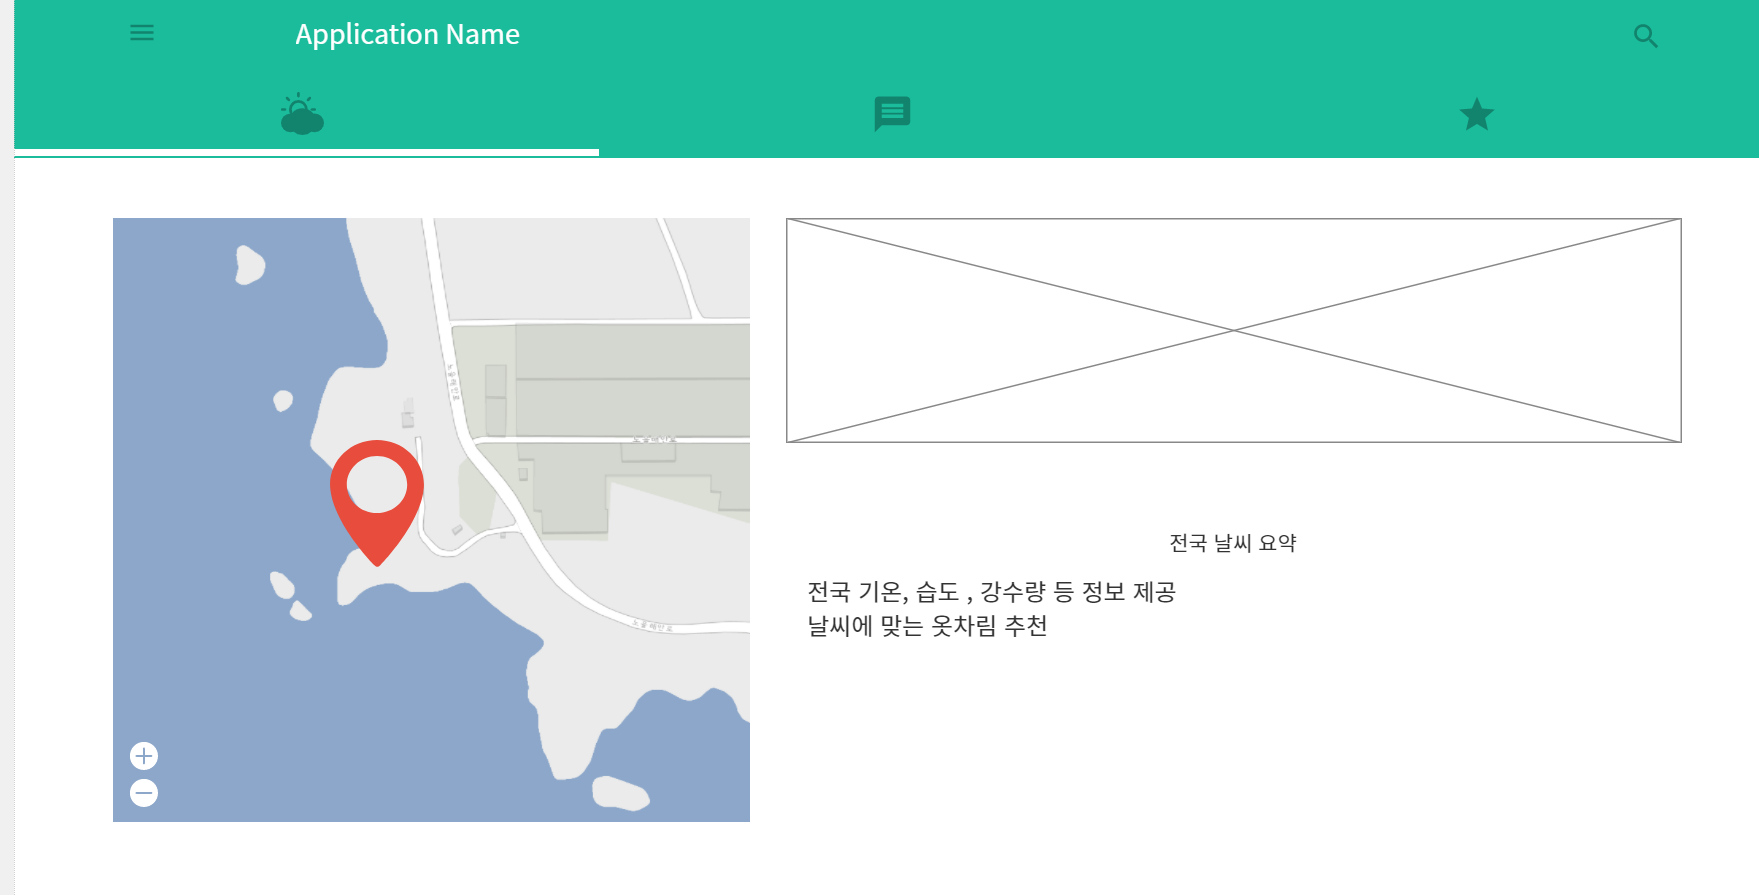 Application Name
전국 날씨 요약
전국 기온, 습도 , 강수량 등 정보 제공
날씨에 맞는 옷차림 추천